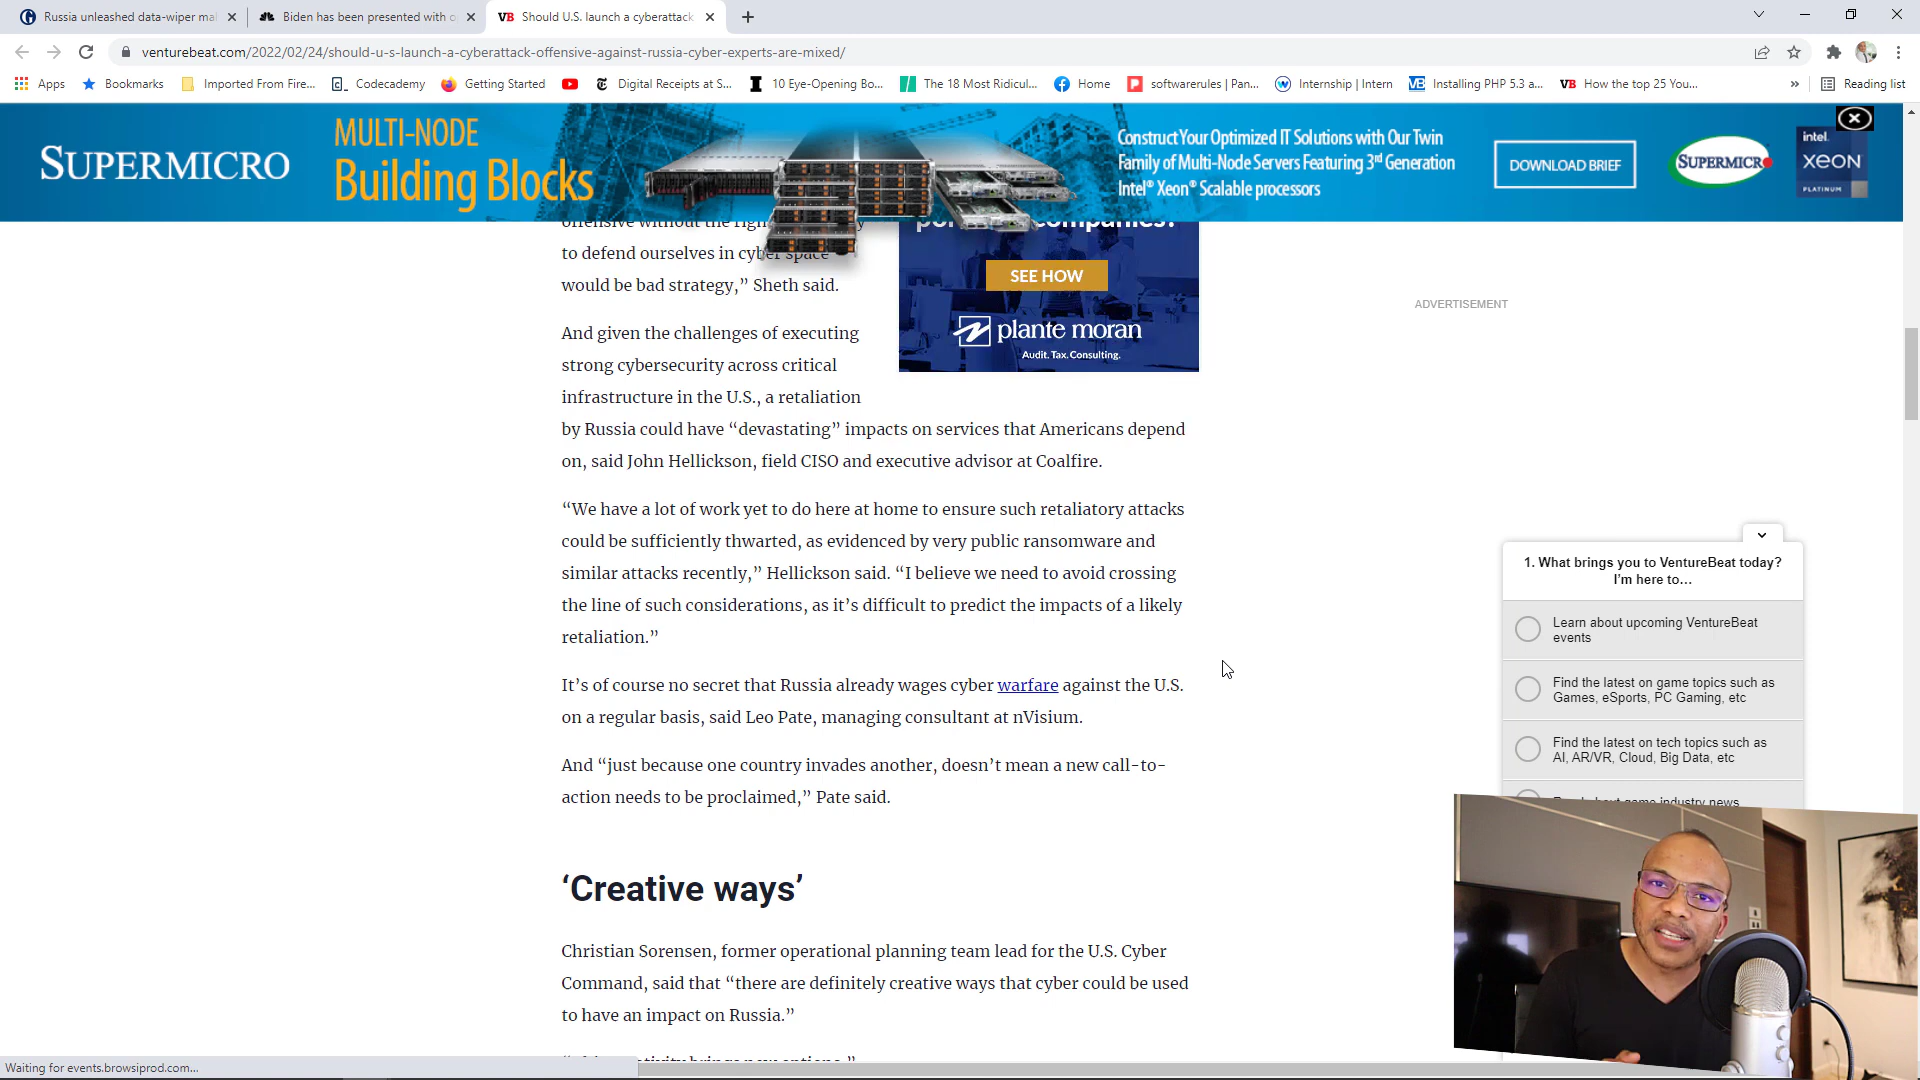 Russia unleashed data-wiper mal
Biden has been presented with o
VB Should U.S. launch a cyberattack
venturebeat.com/2022/02/24/should-u-s-launch-a-cyberattack-offensive-against-russia-cyber-experts-are-mixed/
Apps Bookmarks Imported From Fire... Codecademy Getting Started Digital Receipts at S... 10 Eye-Opening Bo... The 18 Most Ridicul... Home softwarerules | Pan... Internship | Intern Installing PHP 5.3 a... VB How the top 25 You... » Reading list
SUPERMICRO
MULTI-NODE
Building Blocks
Construct Your Optimized IT Solutions with Our Twin
Family of Multi-Node Servers Featuring 3rd Generation
Intel® Xeon® Scalable processors
DOWNLOAD BRIEF
SUPERMICR
intel.
XEON
PLATINUM
offensive without the
to defend ourselves in cyber space
would be bad strategy,” Sheth said.
SEE HOW
plante moran
Audit. Tax. Consulting.
ADVERTISEMENT
And given the challenges of executing
strong cybersecurity across critical
infrastructure in the U.S., a retaliation
by Russia could have “devastating” impacts on services that Americans depend
on, said John Hellickson, field CISO and executive advisor at Coalfire.
“We have a lot of work yet to do here at home to ensure such retaliatory attacks
could be sufficiently thwarted, as evidenced by very public ransomware and
similar attacks recently,” Hellickson said. “I believe we need to avoid crossing
the line of such considerations, as it’s difficult to predict the impacts of a likely
retaliation.”
It’s of course no secret that Russia already wages cyber warfare against the U.S.
on a regular basis, said Leo Pate, managing consultant at nVisium.
And “just because one country invades another, doesn’t mean a new call-to-
action needs to be proclaimed,” Pate said.
‘Creative ways’
Christian Sorensen, former operational planning team lead for the U.S. Cyber
Command, said that “there are definitely creative ways that cyber could be used
to have an impact on Russia.”
1. What brings you to VentureBeat today?
I’m here to…
Learn about upcoming VentureBeat
events
Find the latest on game topics such as
Games, eSports, PC Gaming, etc
Find the latest on tech topics such as
AI, AR/VR, Cloud, Big Data, etc
game industry news
Waiting for events.browsiprod.com...